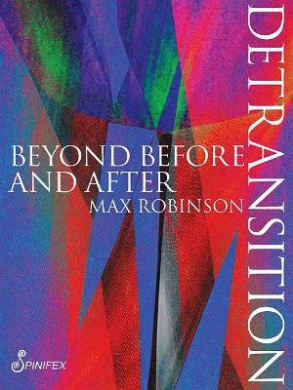 DETRANSITION
BEYOND BEFORE
AND AFTER
MAX ROBINSON
SPINIFEX